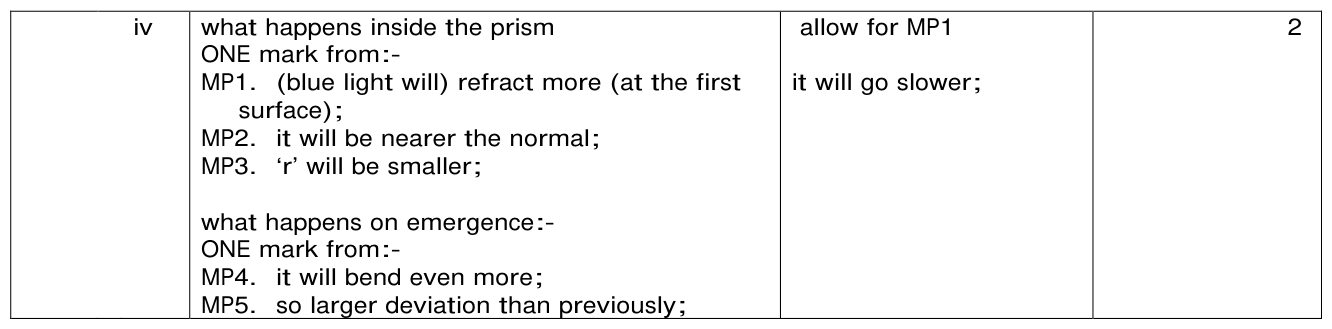 iv what happens inside the prism allow for MP1 2
ONE mark from:-
MP1. (blue light will) refract more (at the first it will go slower;
surface);
MP2. it will be nearer the normal;
MP3. ‘r’ will be smaller;
what happens on emergence:-
ONE mark from:-
MP4. it will bend even more;
MP5. so larger deviation than previously;